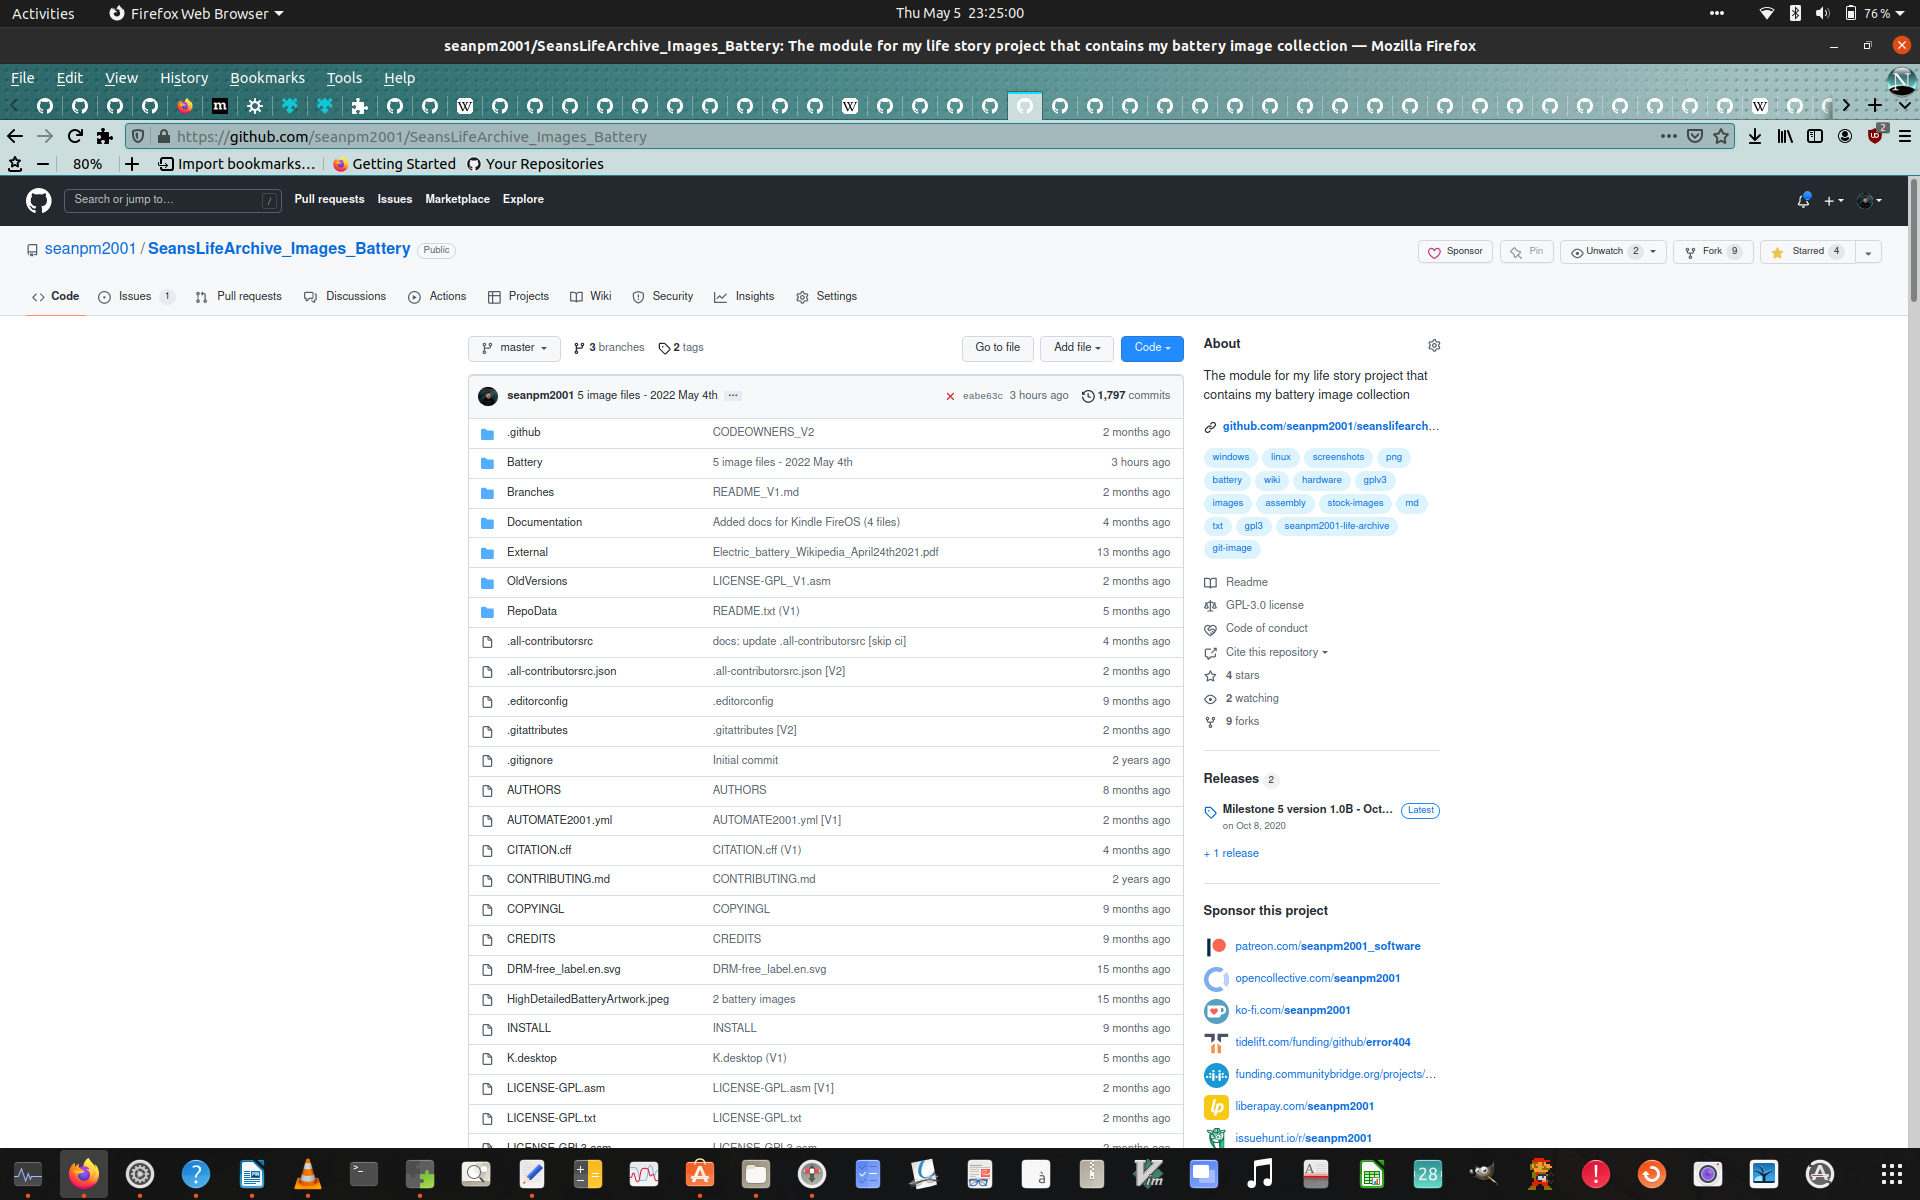 Activities Firefox Web Browser Thu May 5 23:25:00 76 %
seanpm2001/SeansLifeArchive_Images_Battery: The module for my life story project that contains my battery image collection — Mozilla Firefox
File Edit View History Bookmarks Tools Help
https://github.com/seanpm2001/SeansLifeArchive_Images_Battery 2
80% Import bookmarks… Getting Started Your Repositories
Search or jump to… / Pull requests Issues Marketplace Explore
seanpm2001 / SeansLifeArchive_Images_Battery Public Sponsor Pin Unwatch 2 Fork 9 Starred 4
Code Issues 1 Pull requests Discussions Actions Projects Wiki Security Insights Settings
master 3 branches 2 tags Go to file Add file Code
seanpm2001 5 image files - 2022 May 4th ... eabe63c 3 hours ago 1,797 commits
.github CODEOWNERS_V2 2 months ago
Battery 5 image files - 2022 May 4th 3 hours ago
Branches README_V1.md 2 months ago
Documentation Added docs for Kindle FireOS (4 files) 4 months ago
External Electric_battery_Wikipedia_April24th2021.pdf 13 months ago
OldVersions LICENSE-GPL_V1.asm 2 months ago
RepoData README.txt (V1) 5 months ago
.all-contributorsrc docs: update .all-contributorsrc [skip ci] 4 months ago
.all-contributorsrc.json .all-contributorsrc.json [V2] 2 months ago
.editorconfig .editorconfig 9 months ago
.gitattributes .gitattributes [V2] 2 months ago
.gitignore Initial commit 2 years ago
AUTHORS AUTHORS 8 months ago
AUTOMATE2001.yml AUTOMATE2001.yml [V1] 2 months ago
CITATION.cff CITATION.cff (V1) 4 months ago
CONTRIBUTING.md CONTRIBUTING.md 2 years ago
COPYINGL COPYINGL 9 months ago
CREDITS CREDITS 9 months ago
DRM-free_label.en.svg DRM-free_label.en.svg 15 months ago
HighDetailedBatteryArtwork.jpeg 2 battery images 15 months ago
INSTALL INSTALL 9 months ago
K.desktop K.desktop (V1) 5 months ago
LICENSE-GPL.asm LICENSE-GPL.asm [V1] 2 months ago
LICENSE-GPL.txt LICENSE-GPL.txt 2 months ago
LICENSE-GPL3.asm LICENSE-GPL3.asm 2 months ago
About
The module for my life story project that
contains my battery image collection
github.com/seanpm2001/seanslifearch…
windows linux screenshots png
battery wiki hardware gplv3
images assembly stock-images md
txt gpl3 seanpm2001-life-archive
git-image
Readme
GPL-3.0 license
Code of conduct
Cite this repository
4 stars
2 watching
9 forks
Releases 2
Milestone 5 version 1.0B - Oct… Latest
on Oct 8, 2020
+ 1 release
Sponsor this project
patreon.com/seanpm2001_software
opencollective.com/seanpm2001
ko-fi.com/seanpm2001
tidelift.com/funding/github/error404
funding.communitybridge.org/projects/…
liberapay.com/seanpm2001
issuehunt.io/r/seanpm2001
28